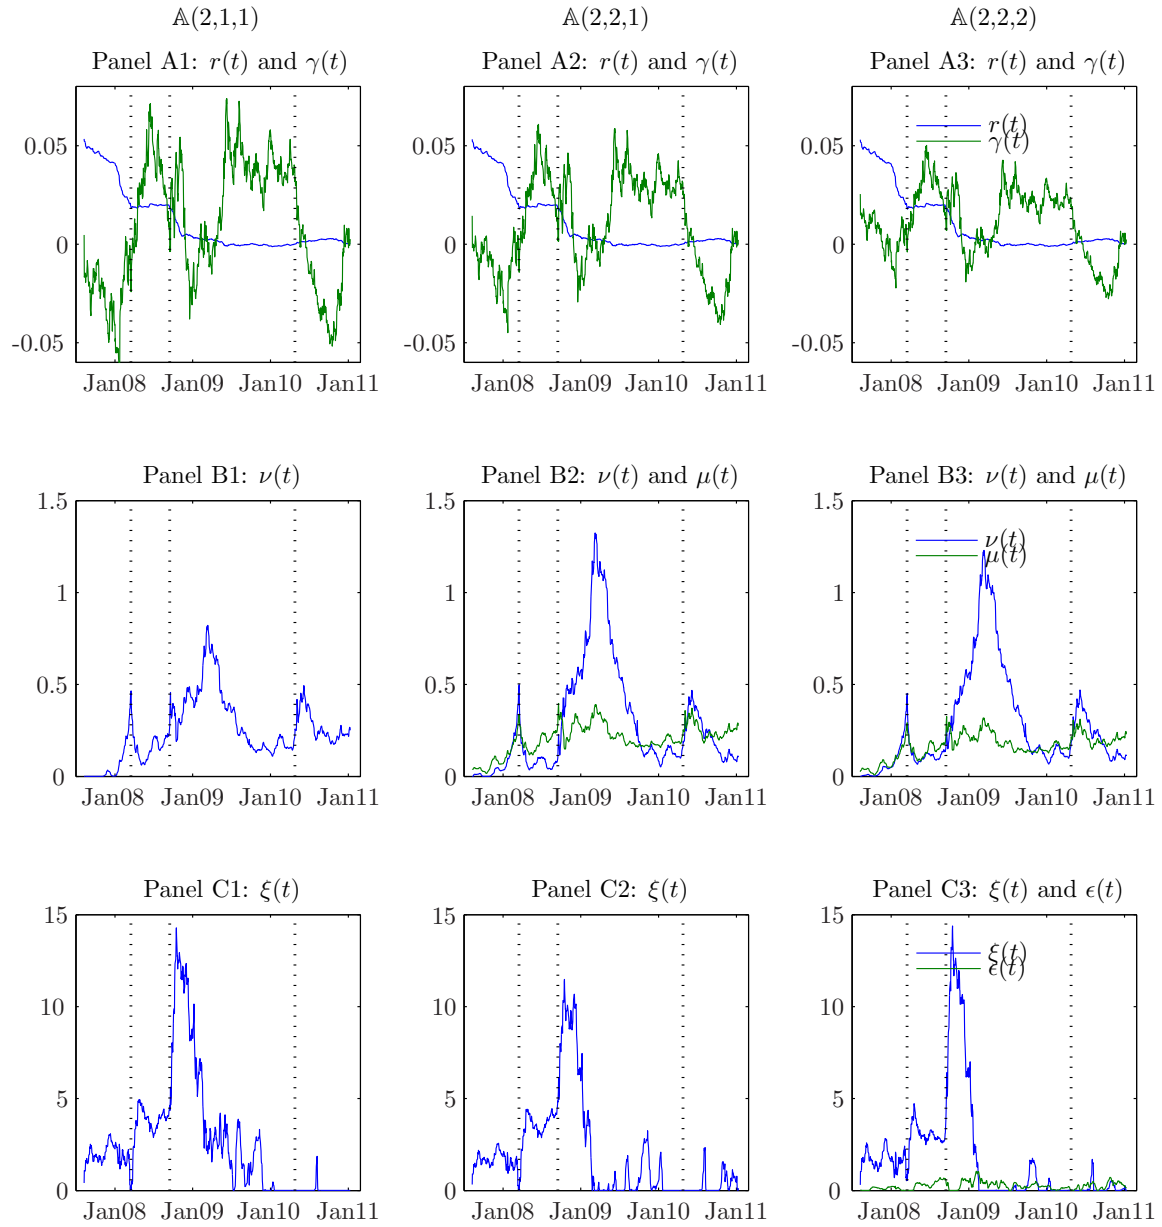 𝔸(2,1,1) 𝔸(2,2,1) 𝔸(2,2,2)
Panel A1: r(t) and γ(t) Panel A2: r(t) and γ(t) Panel A3: r(t) and γ(t)
r(t)
γ(t)
0.05 0.05 0.05
0 0 0
-0.05 -0.05 -0.05
Jan08 Jan09 Jan10 Jan11 Jan08 Jan09 Jan10 Jan11 Jan08 Jan09 Jan10 Jan11
Panel B1: ν(t) Panel B2: ν(t) and μ(t) Panel B3: ν(t) and μ(t)
1.5 1.5 1.5
ν(t)
μ(t)
1 1 1
0.5 0.5 0.5
0 0 0
Jan08 Jan09 Jan10 Jan11 Jan08 Jan09 Jan10 Jan11 Jan08 Jan09 Jan10 Jan11
Panel C1: ξ(t) Panel C2: ξ(t) Panel C3: ξ(t) and ϵ(t)
15 15 15
ξ(t)
ϵ(t)
10 10 10
5 5 5
0 0 0
Jan08 Jan09 Jan10 Jan11 Jan08 Jan09 Jan10 Jan11 Jan08 Jan09 Jan10 Jan11